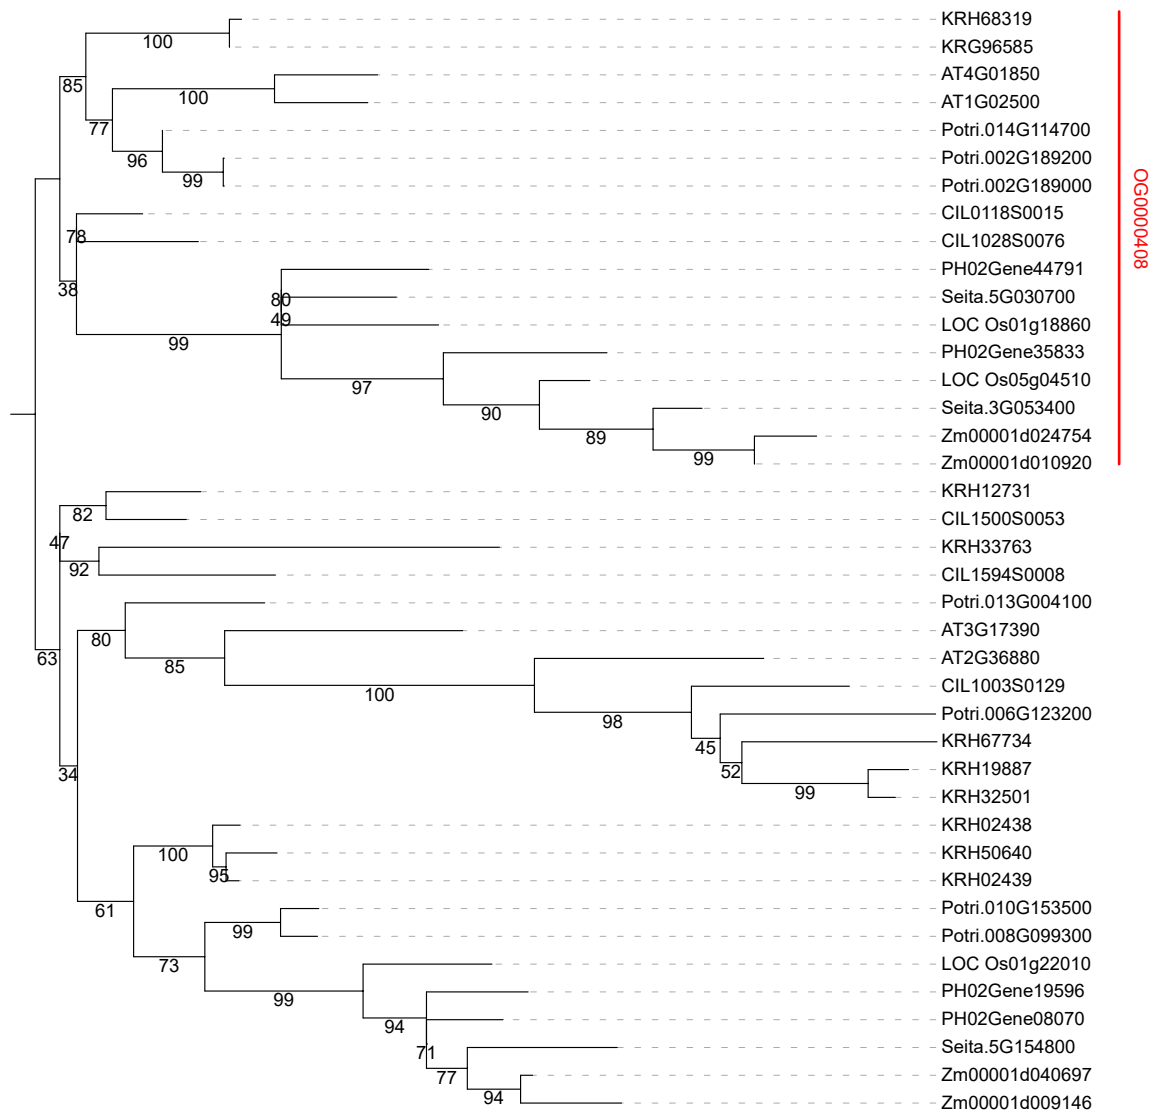 KRH68319
100
KRG96585
85
AT4G01850
100
AT1G02500
77
Potri.014G114700
96
Potri.002G189200
99
Potri.002G189000
OG0000408
CIL0118S0015
78
CIL1028S0076
38
PH02Gene44791
80
Seita.5G030700
49
LOC Os01g18860
99
PH02Gene35833
97
LOC Os05g04510
90
Seita.3G053400
89
Zm00001d024754
99
Zm00001d010920
KRH12731
82
CIL1500S0053
47
KRH33763
92
CIL1594S0008
Potri.013G004100
80
AT3G17390
63
85
AT2G36880
100
CIL1003S0129
98
Potri.006G123200
45
KRH67734
52
34
KRH19887
99
KRH32501
KRH02438
100
KRH50640
95
KRH02439
61
Potri.010G153500
99
Potri.008G099300
73
LOC Os01g22010
99
PH02Gene19596
94
PH02Gene08070
71
Seita.5G154800
77
Zm00001d040697
94
Zm00001d009146